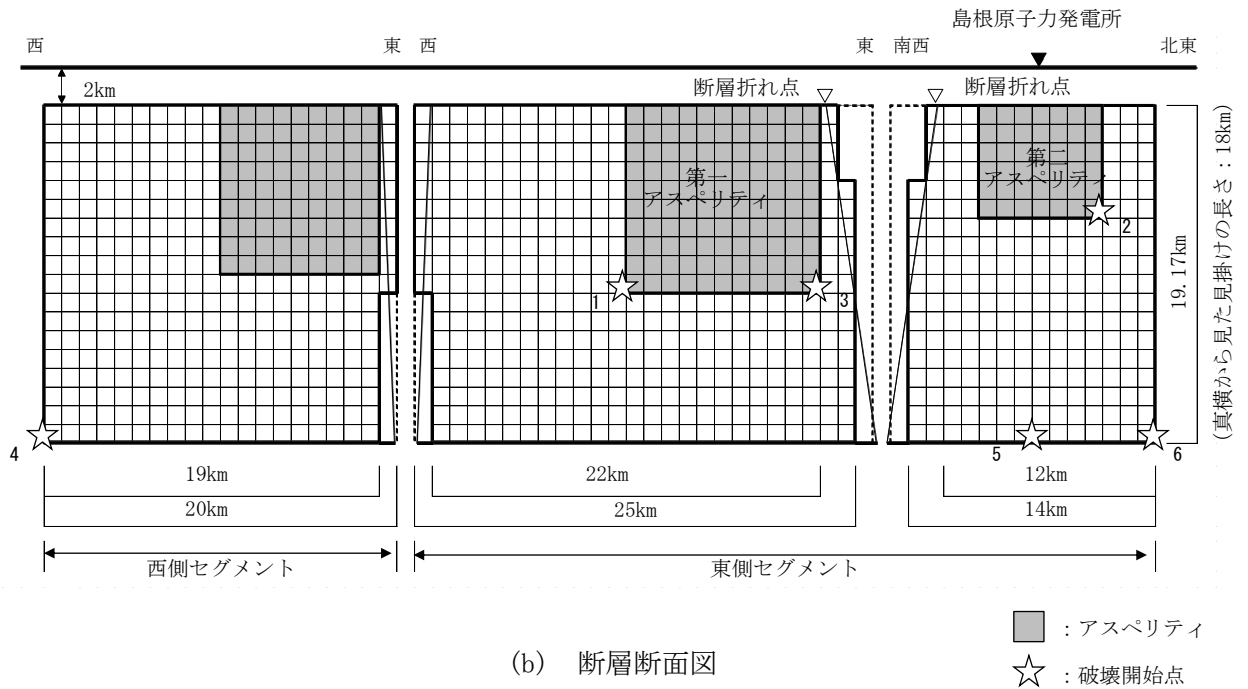 島根原子力発電所
西
東
西
東
南西
北東
2km
断層折れ点
断層折れ点
第一
アスペリティ
第二
アスペリティ
1
3
2
4
5
6
19.17km
(真横から見た見掛けの長さ:18km)
19km
22km
12km
20km
25km
14km
西側セグメント
東側セグメント
:アスペリティ
(b) 断層断面図
:破壊開始点